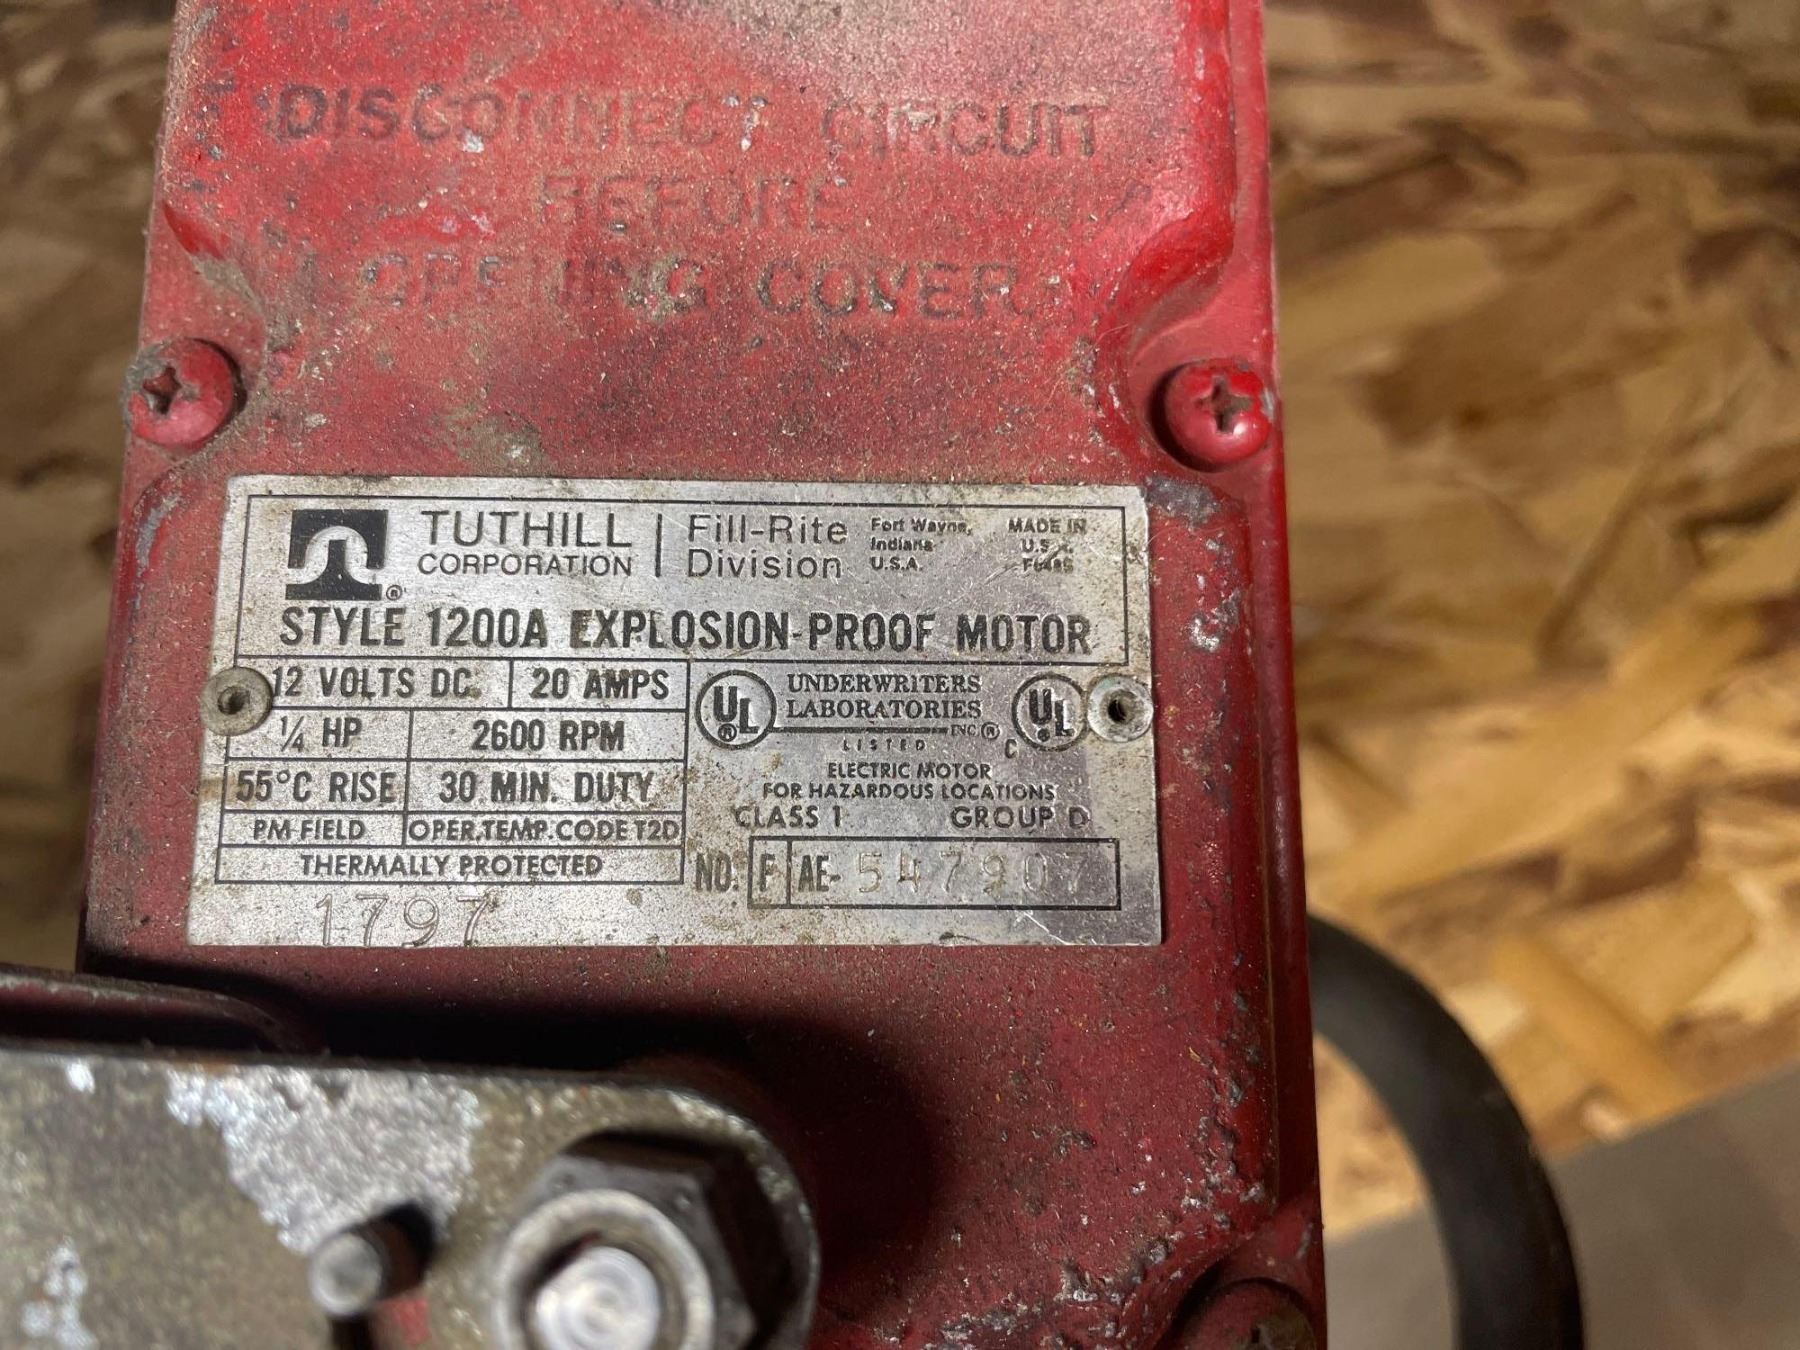 DISCONNECT CIRCUIT
BEFORE
OPENING COVER
TUTHILL
CORPORATION
Fill-Rite
Division
Fort Wayne,
Indiana
U.S.A.
MADE IN
U.S.A.
STYLE 1200A EXPLOSION-PROOF MOTOR
12 VOLTS DC. 20 AMPS
1/4 HP 2600 RPM
55°C RISE 30 MIN. DUTY
PM FIELD OPER. TEMP. CODE T2D
THERMALLY PROTECTED
1797
UL ® UNDERWRITERS
LABORATORIES
INC.®
C UL ®
LISTED
ELECTRIC MOTOR
FOR HAZARDOUS LOCATIONS
CLASS 1 GROUP D
NO. F AE-547907